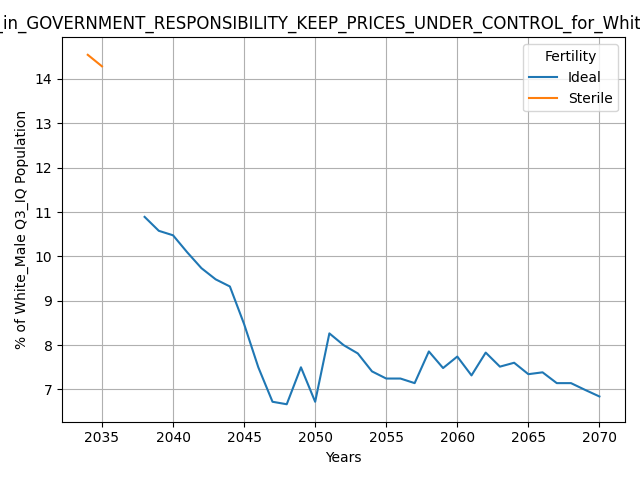 _in_GOVERNMENT_RESPONSIBILITY_KEEP_PRICES_UNDER_CONTROL_for_Whit
Fertility
Ideal
Sterile
% of White_Male Q3_IQ Population
14
13
12
11
10
9
8
7
2035 2040 2045 2050 2055 2060 2065 2070
Years